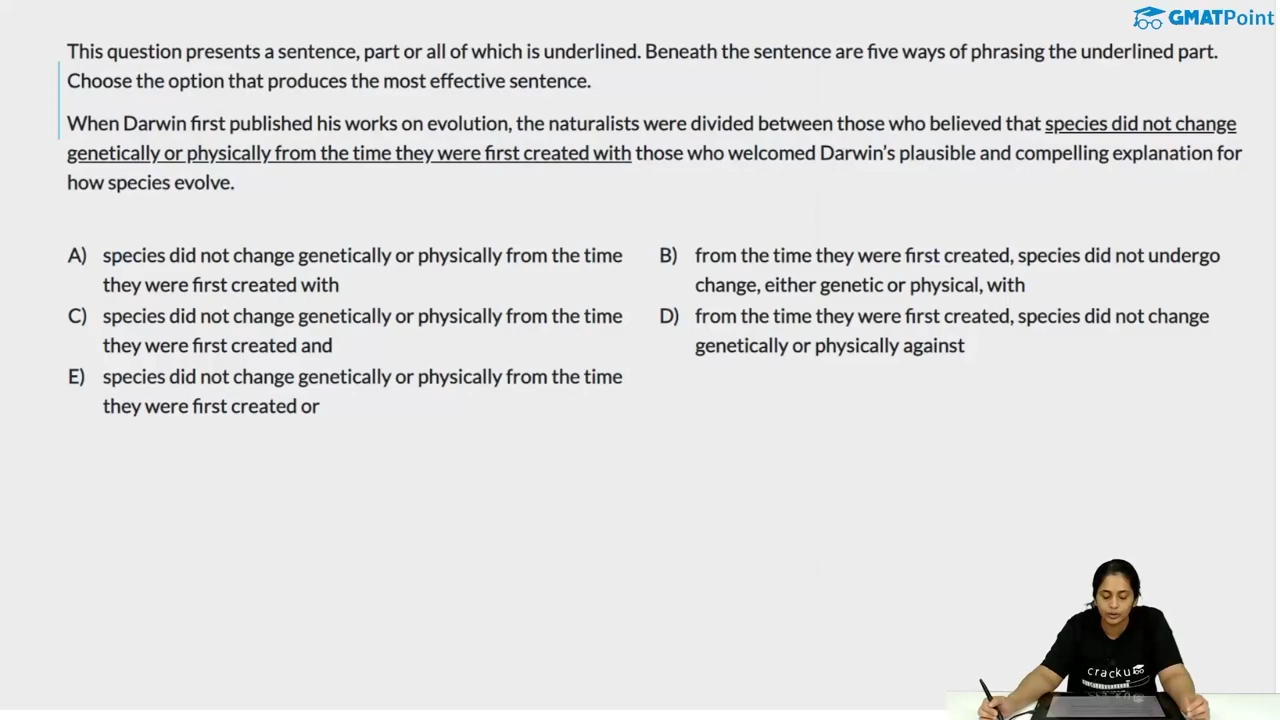 GMATPoint
This question presents a sentence, part or all of which is underlined. Beneath the sentence are five ways of phrasing the underlined part.
Choose the option that produces the most effective sentence.
When Darwin first published his works on evolution, the naturalists were divided between those who believed that species did not change
genetically or physically from the time they were first created with those who welcomed Darwin's plausible and compelling explanation for
how species evolve.
A) species did not change genetically or physically from the time
they were first created with
B) from the time they were first created, species did not undergo
change, either genetic or physical, with
C) species did not change genetically or physically from the time
they were first created and
D) from the time they were first created, species did not change
genetically or physically against
E) species did not change genetically or physically from the time
they were first created or
cracku